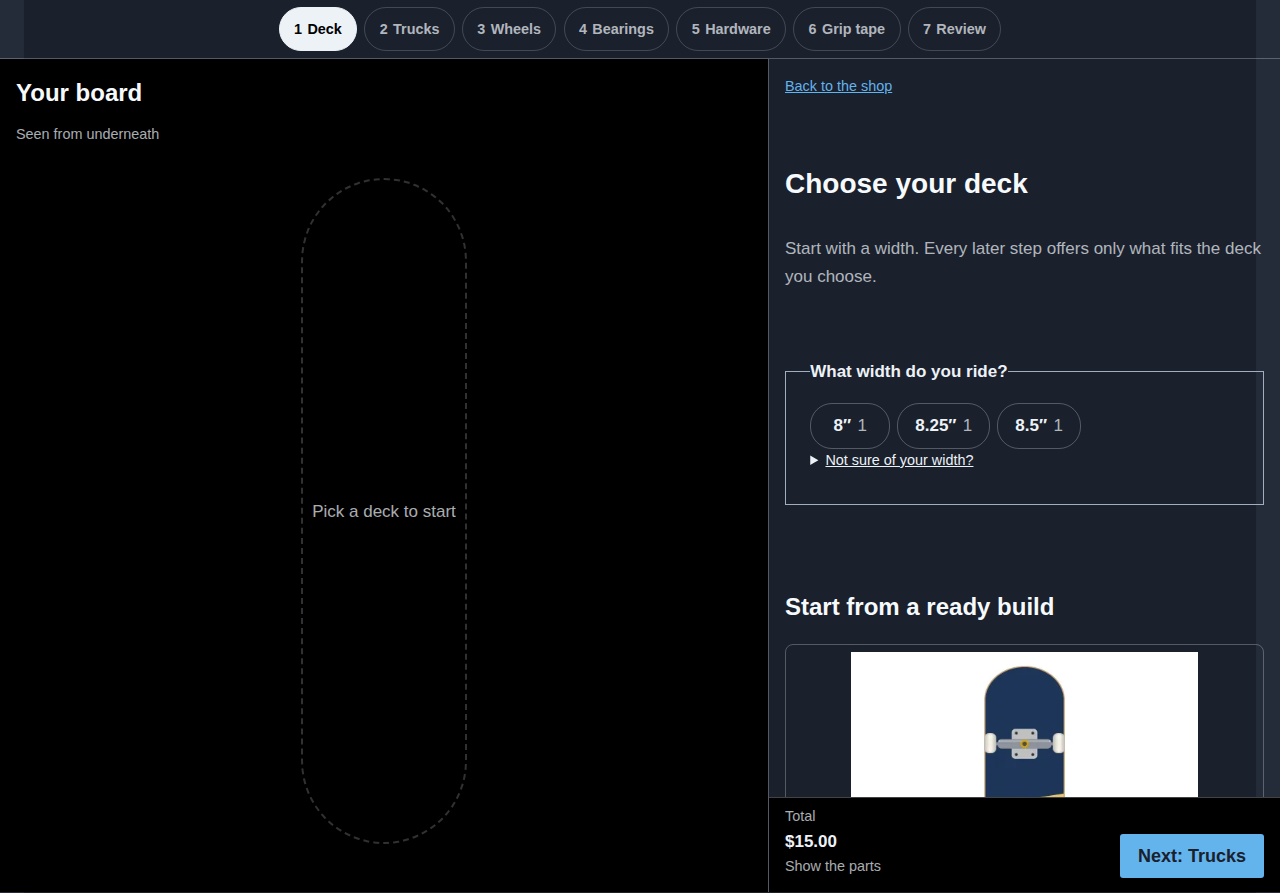 1 Deck 2 Trucks 3 Wheels 4 Bearings 5 Hardware 6 Grip tape 7 Review
Your board
Seen from underneath
Pick a deck to start
Back to the shop
Choose your deck
Start with a width. Every later step offers only what fits the deck
you choose.
What width do you ride?
8″ 1 8.25″ 1 8.5″ 1
Not sure of your width?
Start from a ready build
Total
$15.00
Show the parts
Next: Trucks